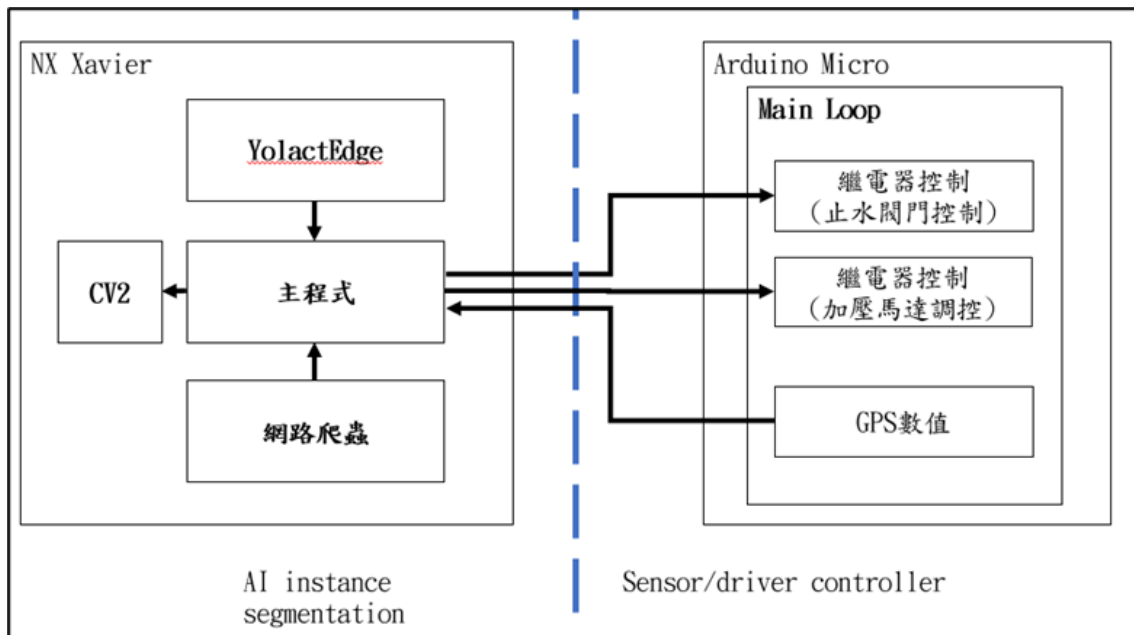 NX Xavier
YolactEdge
CV2
主程式
網路爬蟲
AI instance
segmentation
Arduino Micro
Main Loop
繼電器控制
(止水閥門控制)
繼電器控制
(加壓馬達調控)
GPS數值
Sensor/driver controller